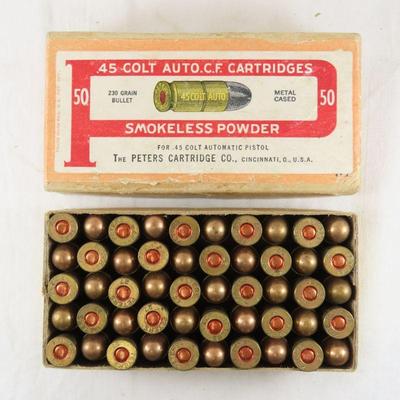 .45 COLT AUTO. C.F. CARTRIDGES
50
230 GRAIN BULLET
.45 COLT AUTO
METAL CASED
50
SMOKELESS POWDER
FOR .45 COLT AUTOMATIC PISTOL
THE PETERS CARTRIDGE CO., CINCINNATI, O., U.S.A.